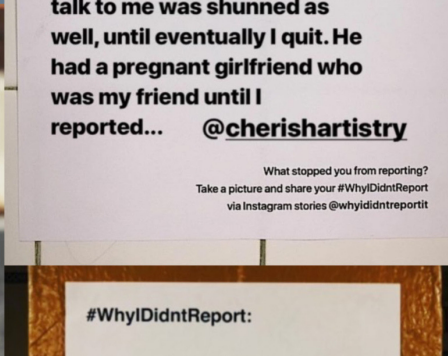 talk to me was shunned as
well, until eventually I quit. He
had a pregnant girlfriend who
was my friend until I
reported... @cherishartistry
What stopped you from reporting?
Take a picture and share your #WhyIDidntReport
via Instagram stories @whyididntreportit
#WhyIDidntReport: